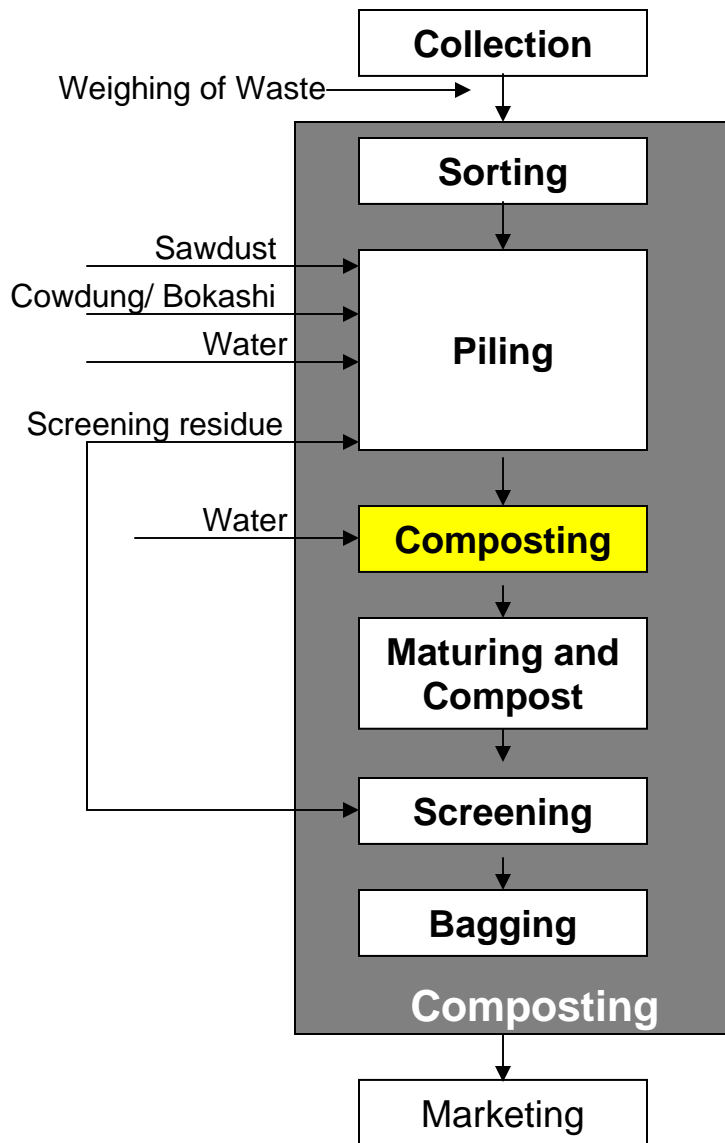 Collection
Weighing of Waste
Sorting
Sawdust
Cowdung/ Bokashi
Water
Piling
Screening residue
Water
Composting
Maturing and
Compost
Screening
Bagging
Composting
Marketing